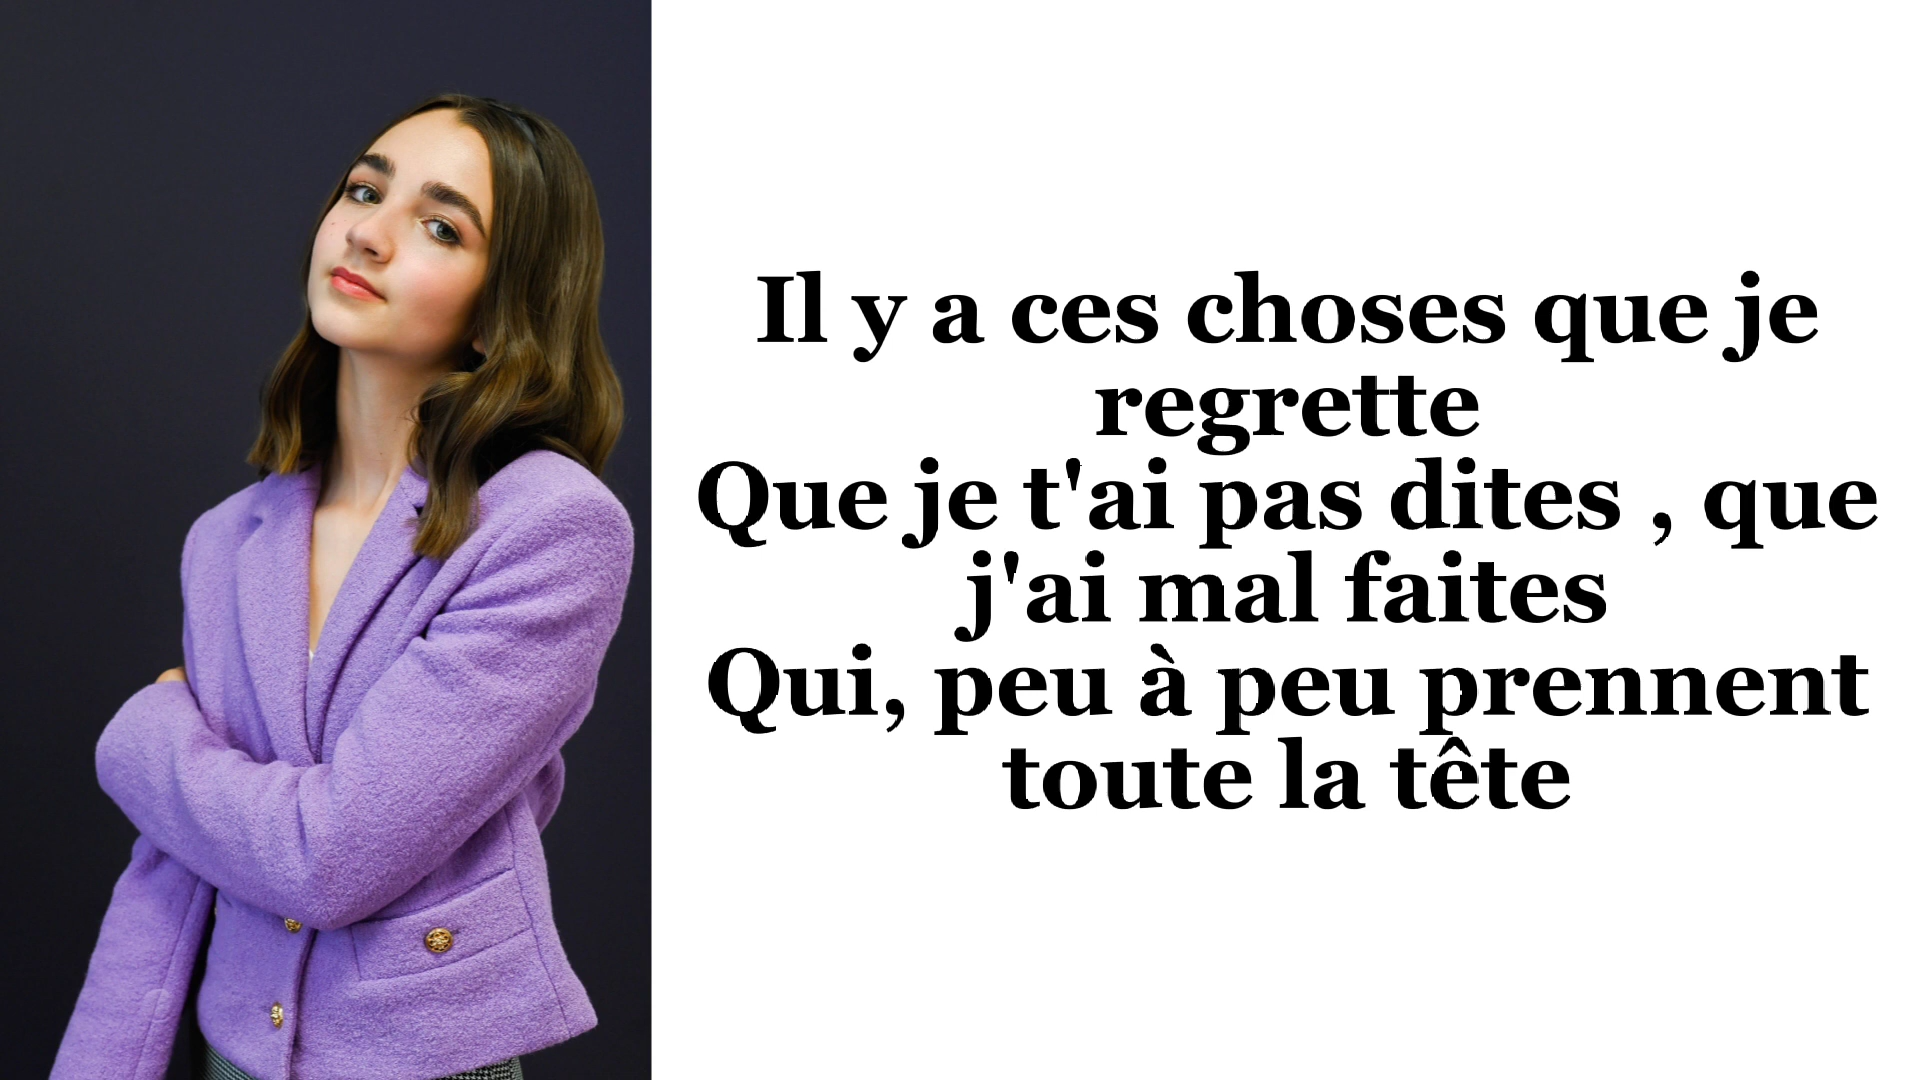 Il y a ces choses que je
regrette
Que je t'ai pas dites , que
j'ai mal faites
Qui, peu à peu prennent
toute la tête